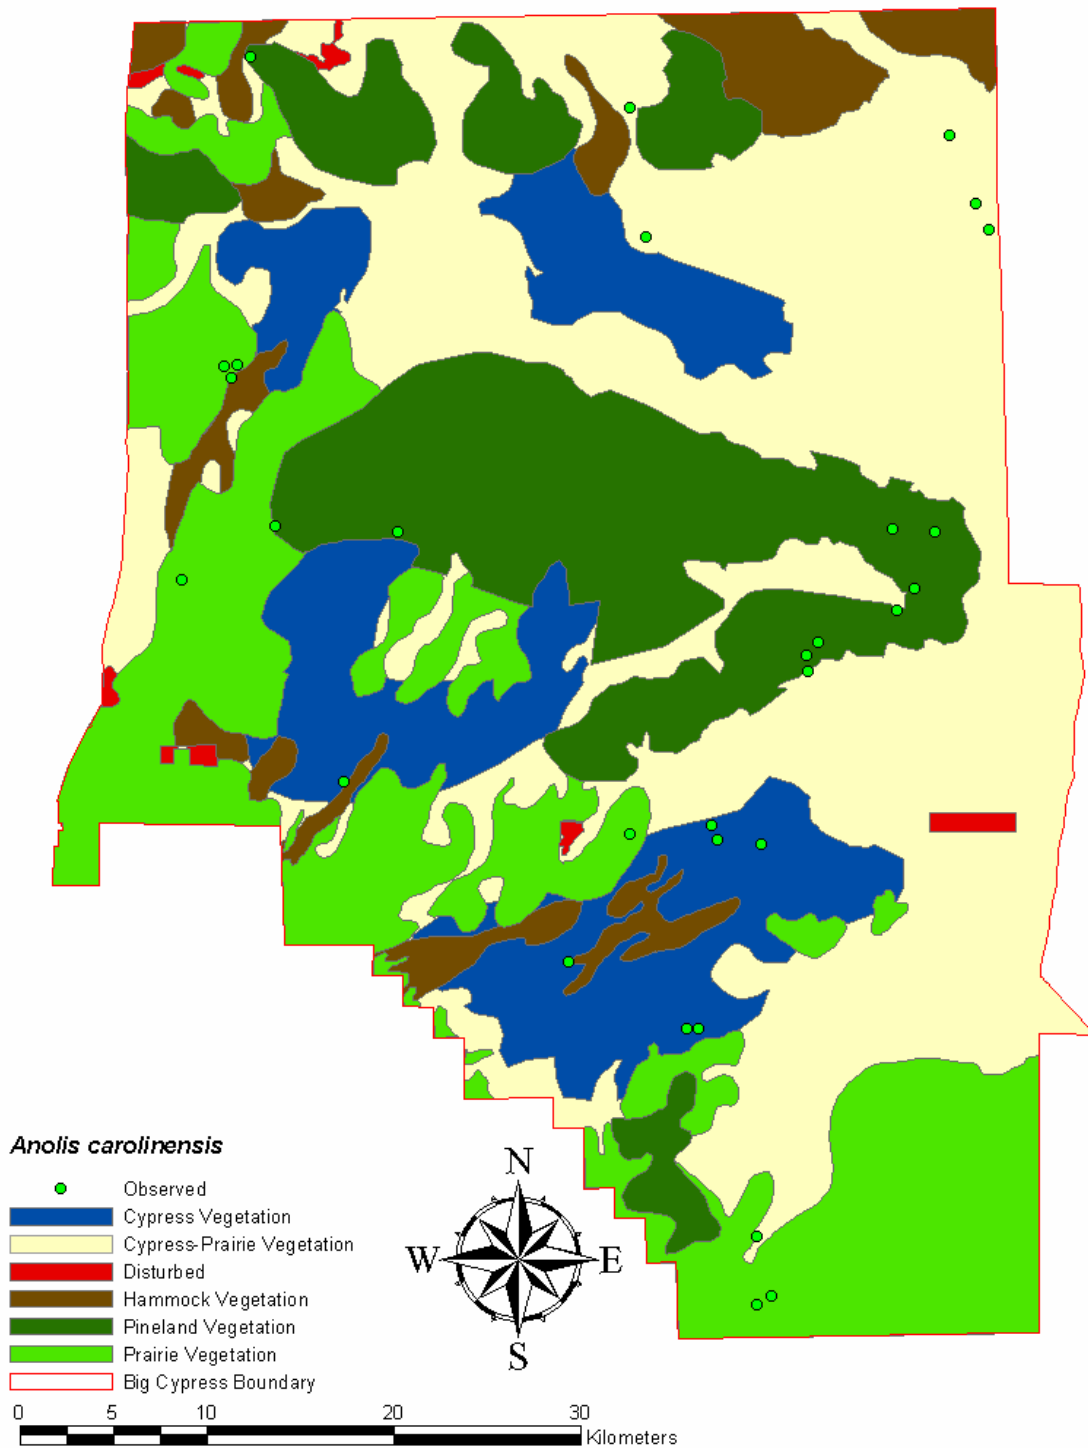 Anolis carolinensis
Observed
Cypress Vegetation
Cypress-Prairie Vegetation
Disturbed
Hammock Vegetation
Pineland Vegetation
Prairie Vegetation
Big Cypress Boundary
N
W E
S
0 5 10 20 30
Kilometers